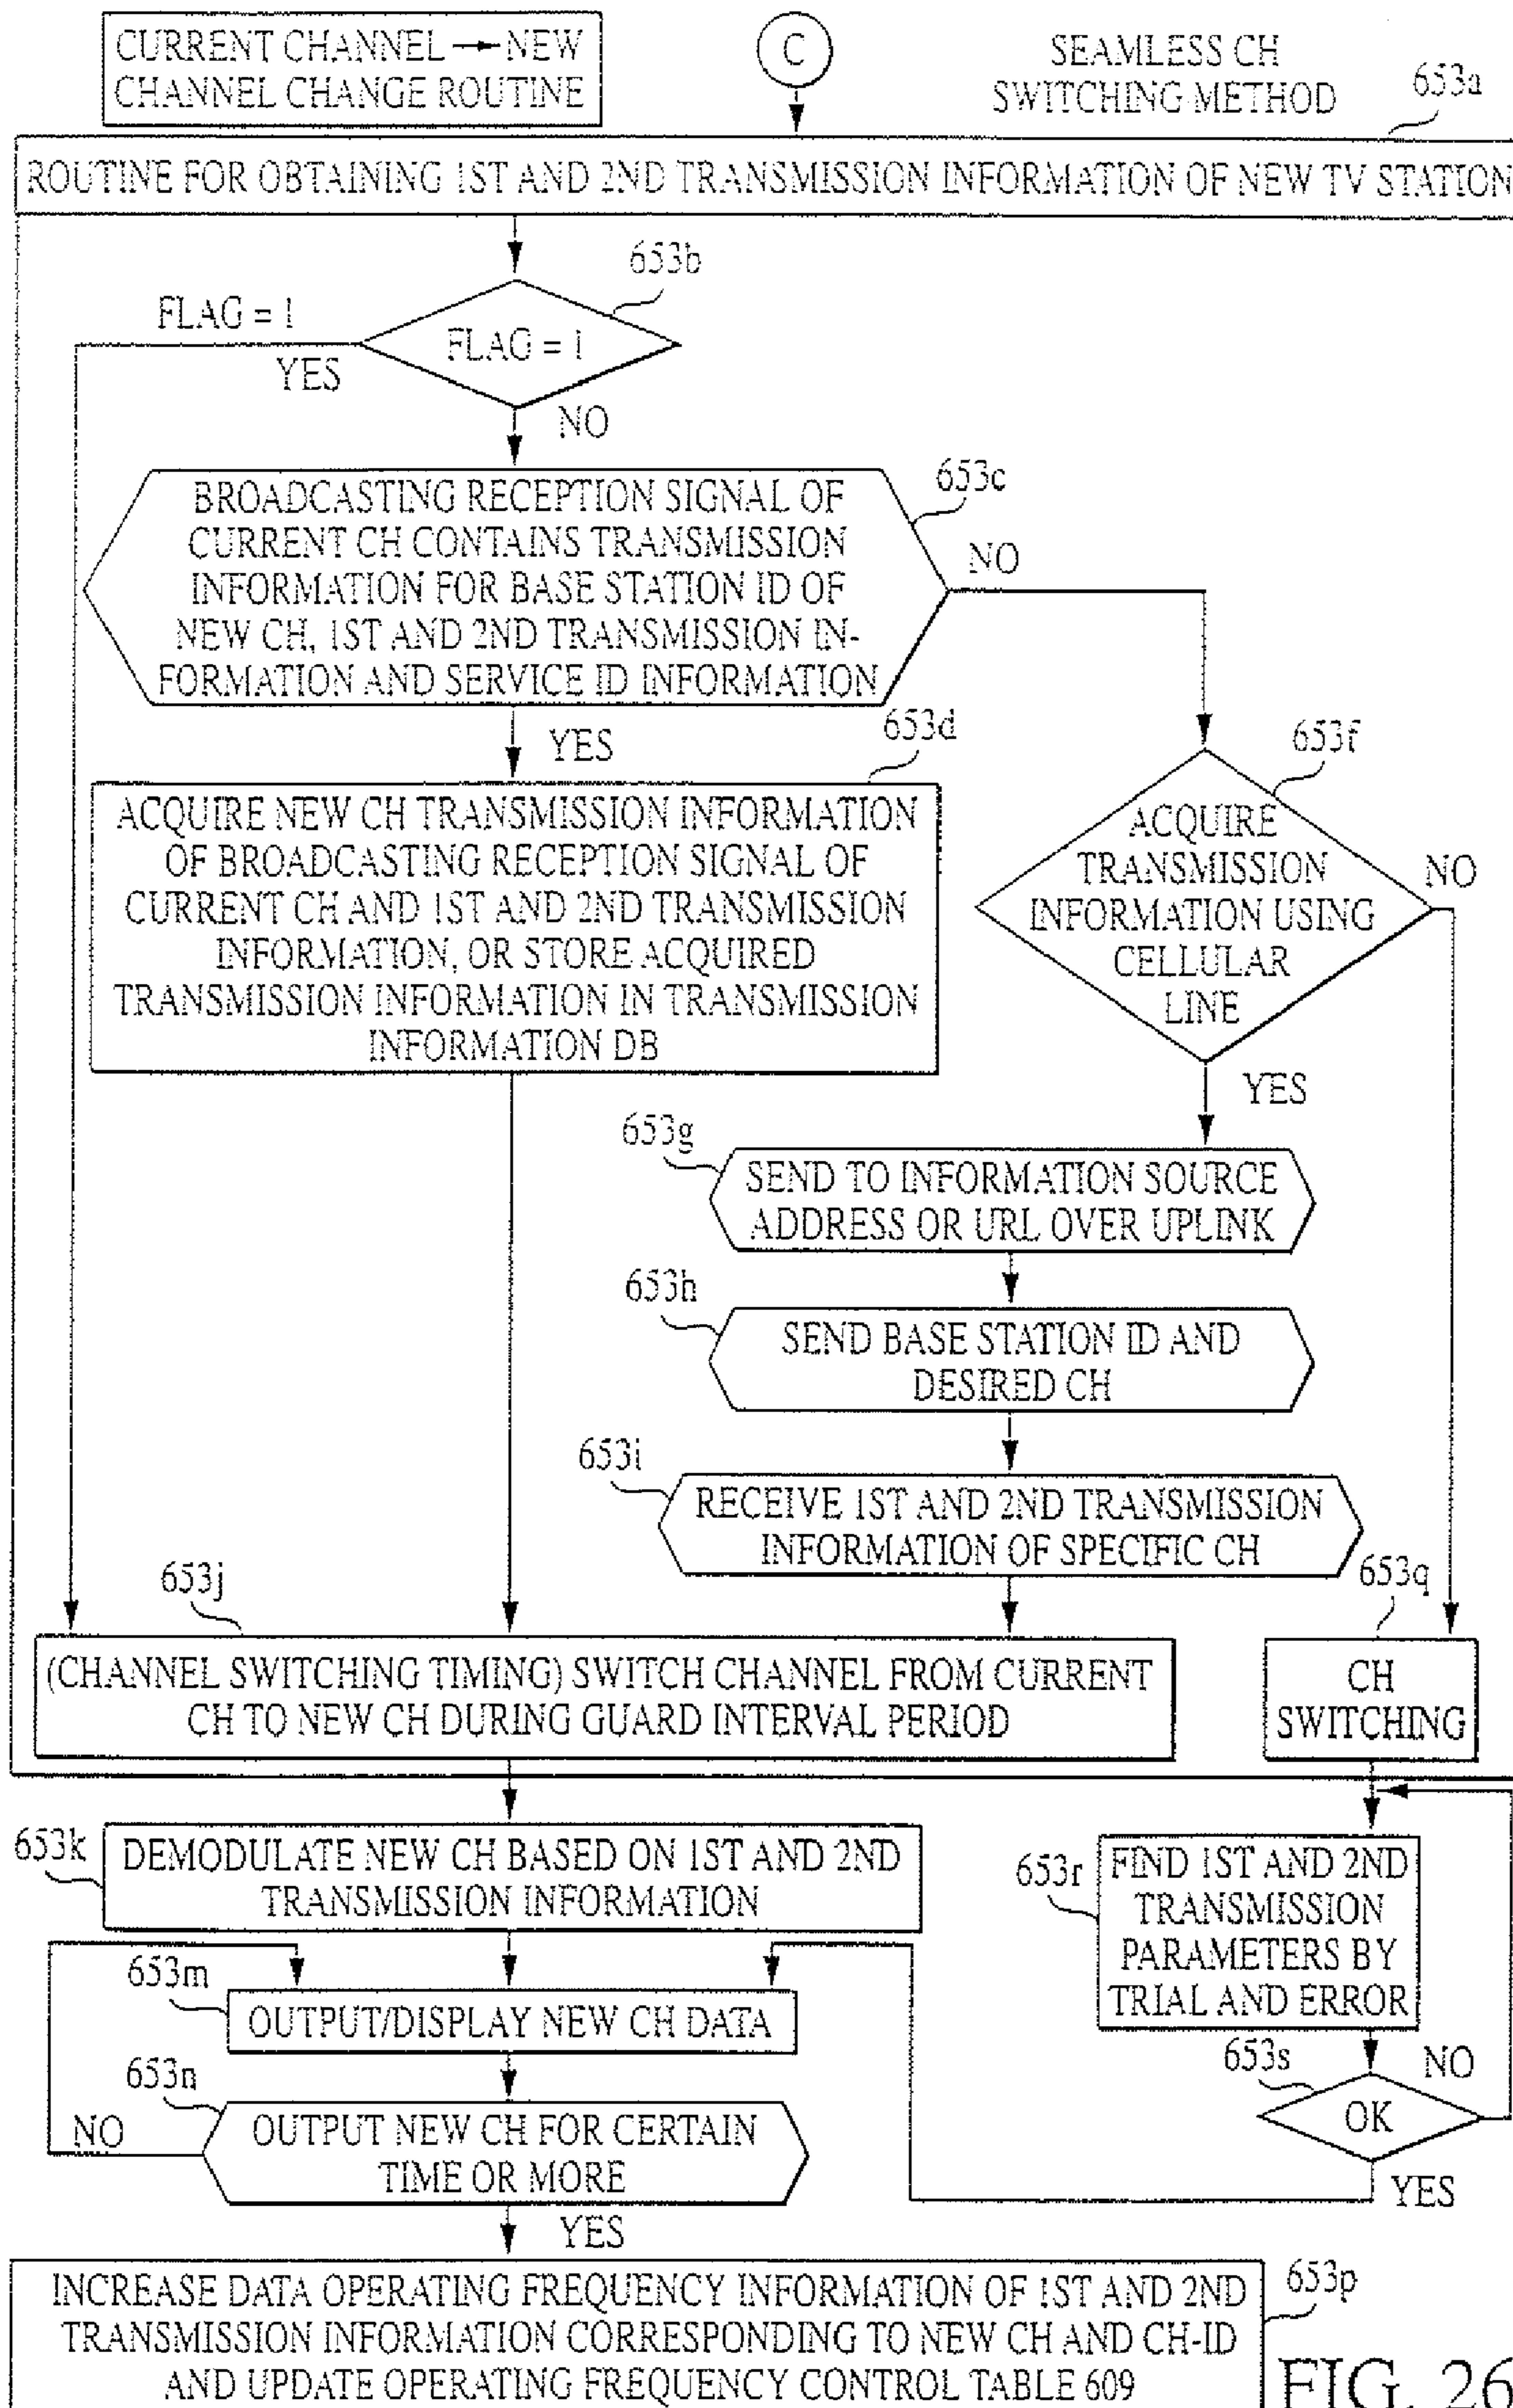 CURRENT CHANNEL → NEW
CHANNEL CHANGE ROUTINE
C
SEAMLESS CH
SWITCHING METHOD
653a
ROUTINE FOR OBTAINING 1ST AND 2ND TRANSMISSION INFORMATION OF NEW TV STATION
653b
FLAG = 1
YES
FLAG = 1
NO
653c
BROADCASTING RECEPTION SIGNAL OF
CURRENT CH CONTAINS TRANSMISSION
INFORMATION FOR BASE STATION ID OF
NEW CH, 1ST AND 2ND TRANSMISSION IN-
FORMATION AND SERVICE ID INFORMATION
NO
YES
653d
ACQUIRE NEW CH TRANSMISSION INFORMATION
OF BROADCASTING RECEPTION SIGNAL OF
CURRENT CH AND 1ST AND 2ND TRANSMISSION
INFORMATION, OR STORE ACQUIRED
TRANSMISSION INFORMATION IN TRANSMISSION
INFORMATION DB
653f
ACQUIRE
TRANSMISSION
INFORMATION USING
CELLULAR
LINE
NO
YES
653g
SEND TO INFORMATION SOURCE
ADDRESS OR URL OVER UPLINK
653h
SEND BASE STATION ID AND
DESIRED CH
653i
RECEIVE 1ST AND 2ND TRANSMISSION
INFORMATION OF SPECIFIC CH
653j
(CHANNEL SWITCHING TIMING) SWITCH CHANNEL FROM CURRENT
CH TO NEW CH DURING GUARD INTERVAL PERIOD
653q
CH
SWITCHING
653k
DEMODULATE NEW CH BASED ON 1ST AND 2ND
TRANSMISSION INFORMATION
653r
FIND 1ST AND 2ND
TRANSMISSION
PARAMETERS BY
TRIAL AND ERROR
653m
OUTPUT/DISPLAY NEW CH DATA
653s
OK
NO
YES
653n
OUTPUT NEW CH FOR CERTAIN
TIME OR MORE
NO
YES
653p
INCREASE DATA OPERATING FREQUENCY INFORMATION OF 1ST AND 2ND
TRANSMISSION INFORMATION CORRESPONDING TO NEW CH AND CH-ID
AND UPDATE OPERATING FREQUENCY CONTROL TABLE 609
FIG. 26